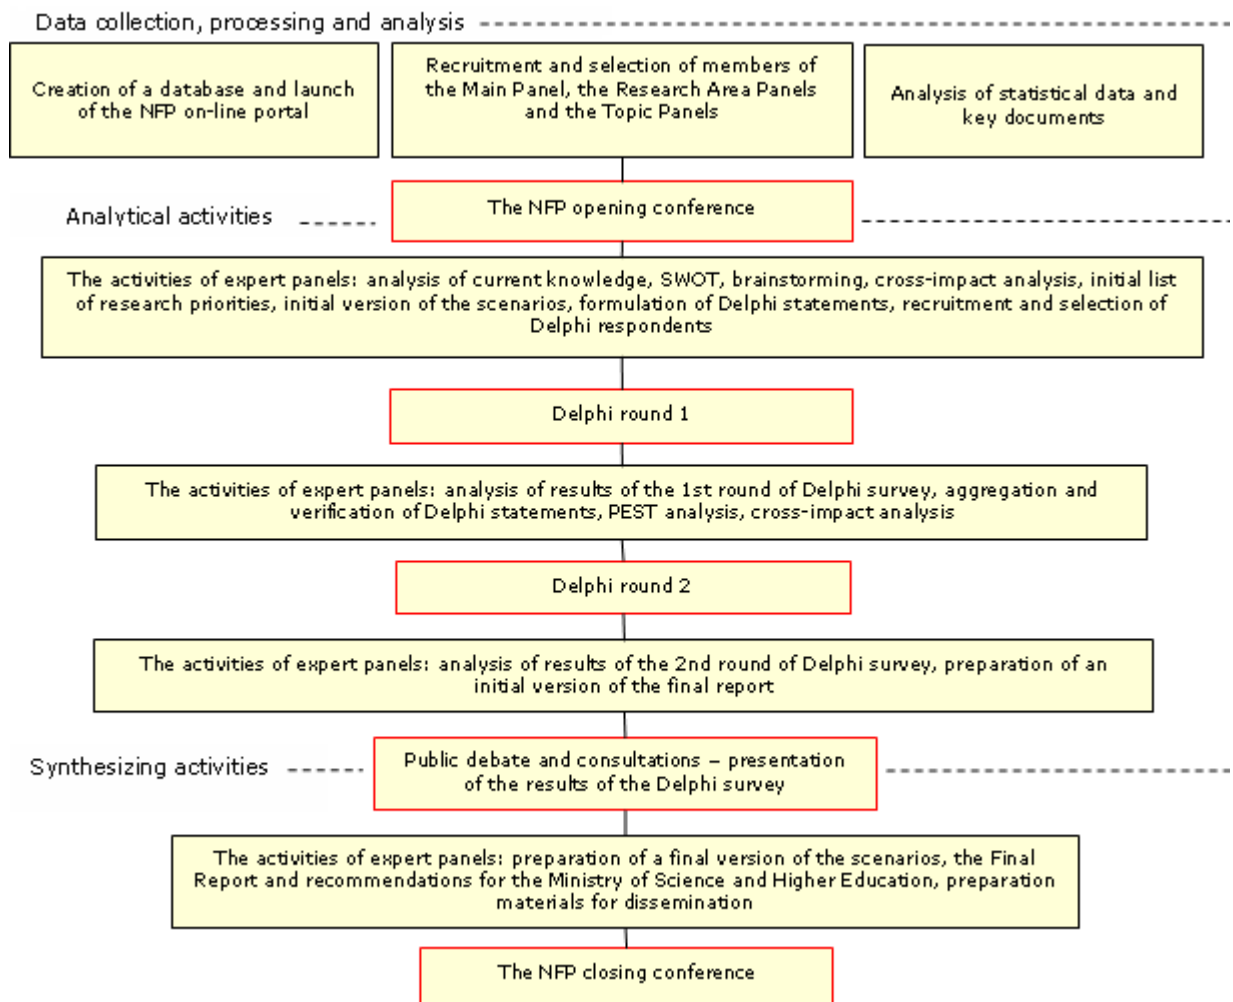 Data collection, processing and analysis
Creation of a database and launch
of the NFP on-line portal
Recruitment and selection of members of
the Main Panel, the Research Area Panels
and the Topic Panels
Analysis of statistical data and
key documents
Analytical activities
The NFP opening conference
The activities of expert panels: analysis of current knowledge, SWOT, brainstorming, cross-impact analysis, initial list
of research priorities, initial version of the scenarios, formulation of Delphi statements, recruitment and selection of
Delphi respondents
Delphi round 1
The activities of expert panels: analysis of results of the 1st round of Delphi survey, aggregation and
verification of Delphi statements, PEST analysis, cross-impact analysis
Delphi round 2
The activities of expert panels: analysis of results of the 2nd round of Delphi survey, preparation of an
initial version of the final report
Synthesizing activities
Public debate and consultations – presentation
of the results of the Delphi survey
The activities of expert panels: preparation of a final version of the scenarios, the Final
Report and recommendations for the Ministry of Science and Higher Education, preparation
materials for dissemination
The NFP closing conference